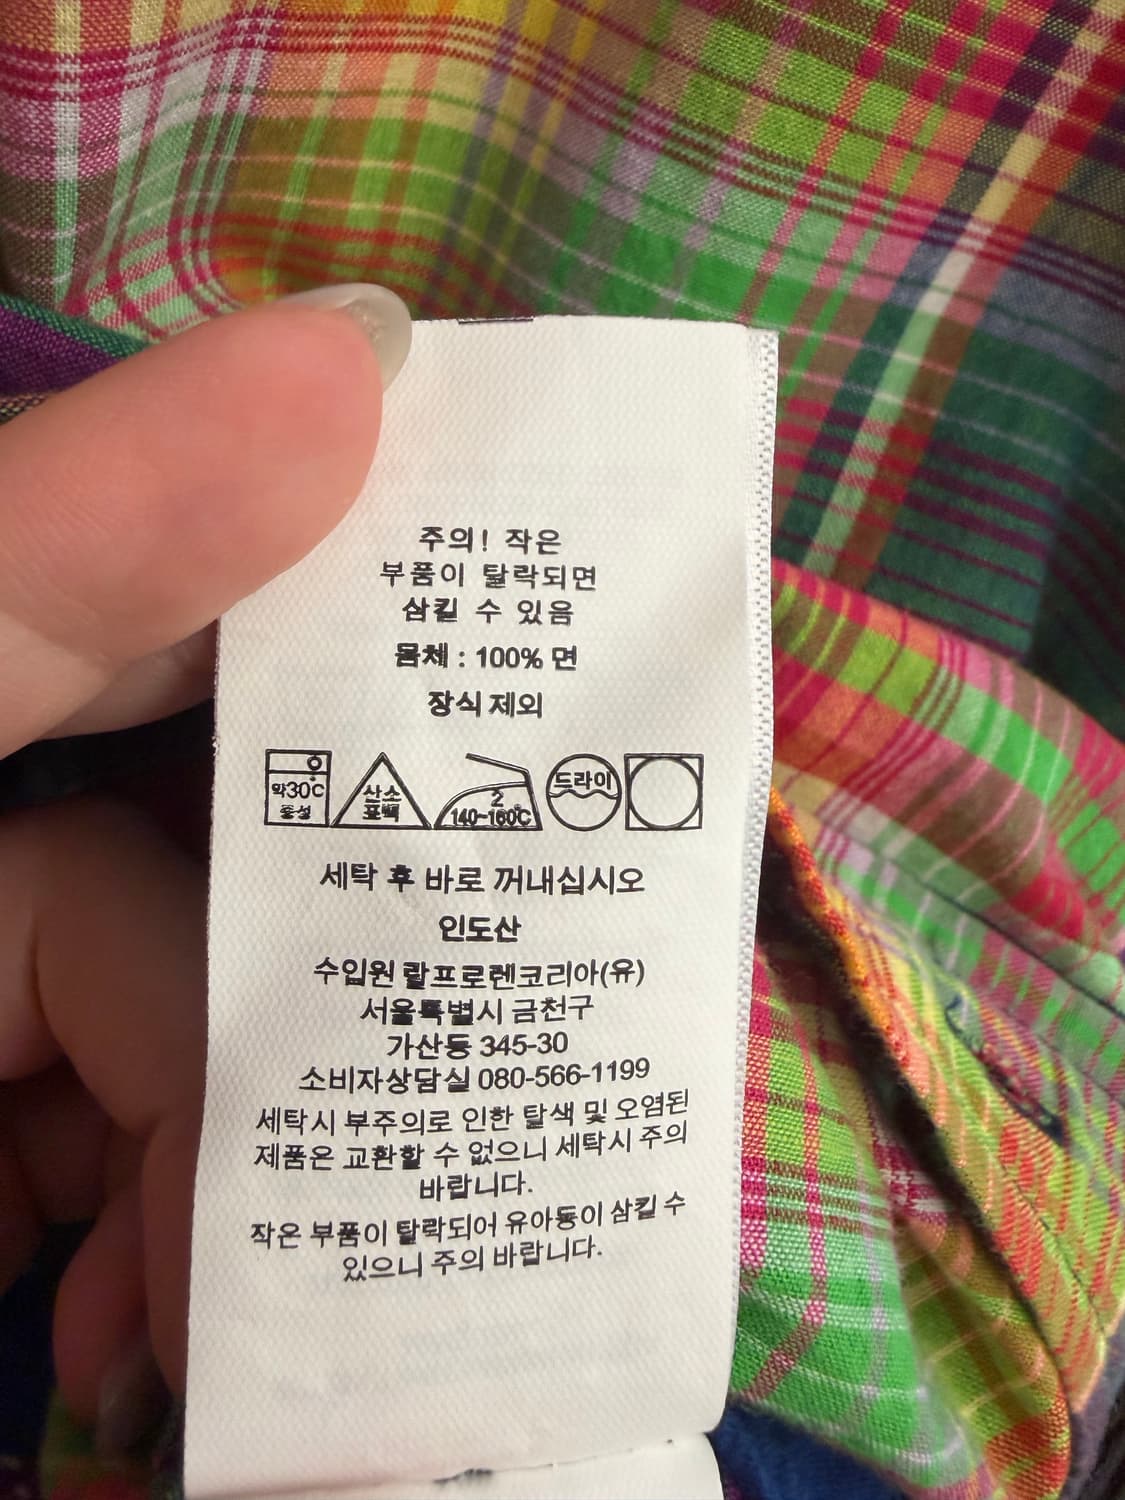 주의! 작은
부품이 탈락되면
삼킬 수 있음
몸체 : 100% 면
장식 제외
약30℃
중성
산소
표백
2
140~160℃
드라이
세탁 후 바로 꺼내십시오
인도산
수입원 랄프로렌코리아(유)
서울특별시 금천구
가산동 345-30
소비자상담실 080-566-1199
세탁시 부주의로 인한 탈색 및 오염된
제품은 교환할 수 없으니 세탁시 주의
바랍니다.
작은 부품이 탈락되어 유아동이 삼킬 수
있으니 주의 바랍니다.